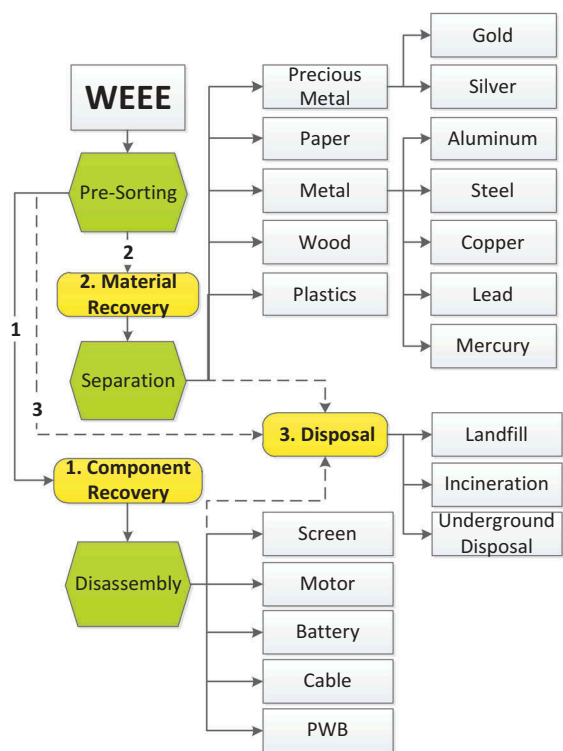 WEEE
Pre-Sorting
1
2
3
2. Material
Recovery
Separation
Precious
Metal
Paper
Metal
Wood
Plastics
Gold
Silver
Aluminum
Steel
Copper
Lead
Mercury
3. Disposal
Landfill
Incineration
Underground
Disposal
1. Component
Recovery
Disassembly
Screen
Motor
Battery
Cable
PWB